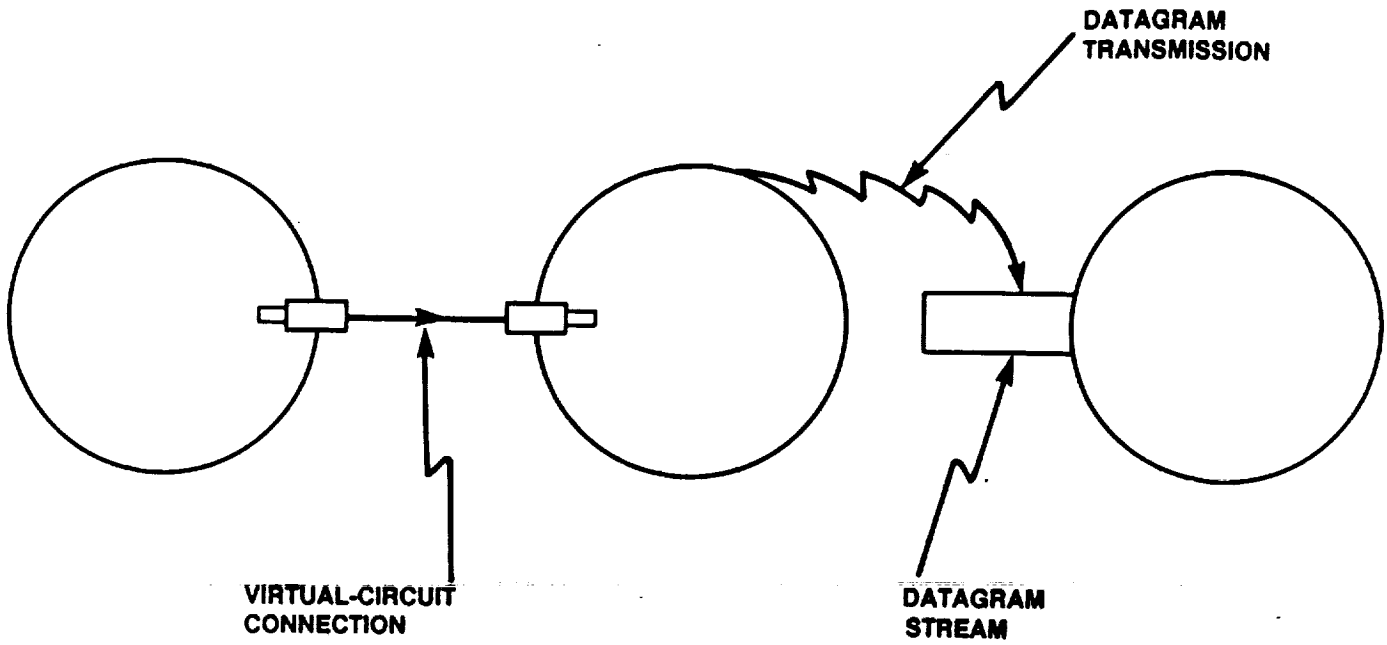 DATAGRAM
TRANSMISSION
VIRTUAL-CIRCUIT
CONNECTION
DATAGRAM
STREAM